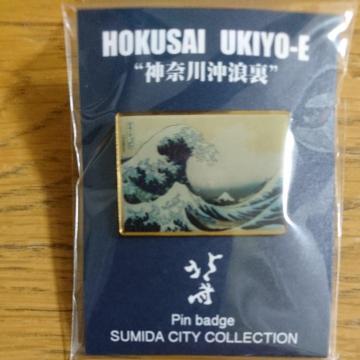 HOKUSAI UKIYO-E
“神奈川沖浪裏”
Pin badge
SUMIDA CITY COLLECTION